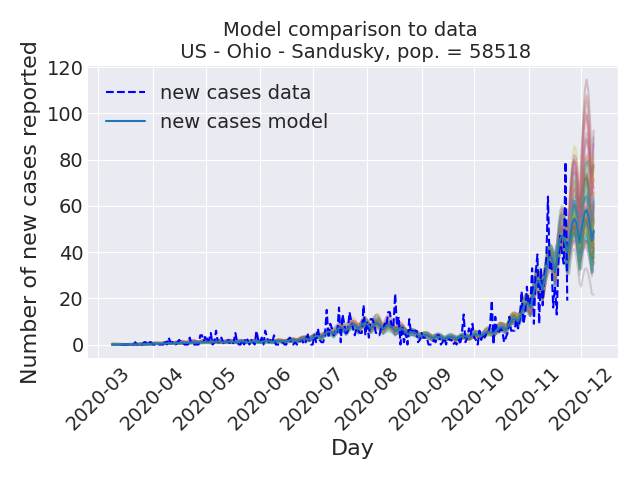 Model comparison to data
US - Ohio - Sandusky, pop. = 58518
Number of new cases reported
120
100
80
60
40
20
0
new cases data
new cases model
2020-03
2020-04
2020-05
2020-06
2020-07
2020-08
2020-09
2020-10
2020-11
2020-12
Day